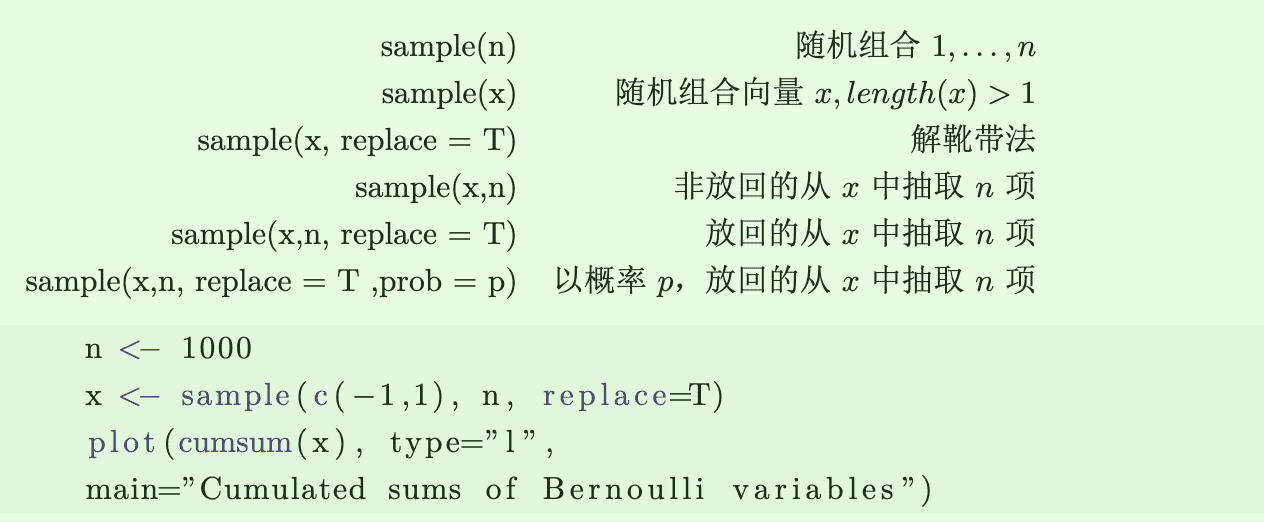 sample(n) 随机组合 1, . . . , n
sample(x) 随机组合向量 x, length(x) > 1
sample(x, replace = T) 解靴带法
sample(x,n) 非放回的从 x 中抽取 n 项
sample(x,n, replace = T) 放回的从 x 中抽取 n 项
sample(x,n, replace = T ,prob = p) 以概率 p，放回的从 x 中抽取 n 项
n <- 1000
x <- sample(c(-1,1), n, replace=T)
plot(cumsum(x), type=”l”,
main=”Cumulated sums of Bernoulli variables”)